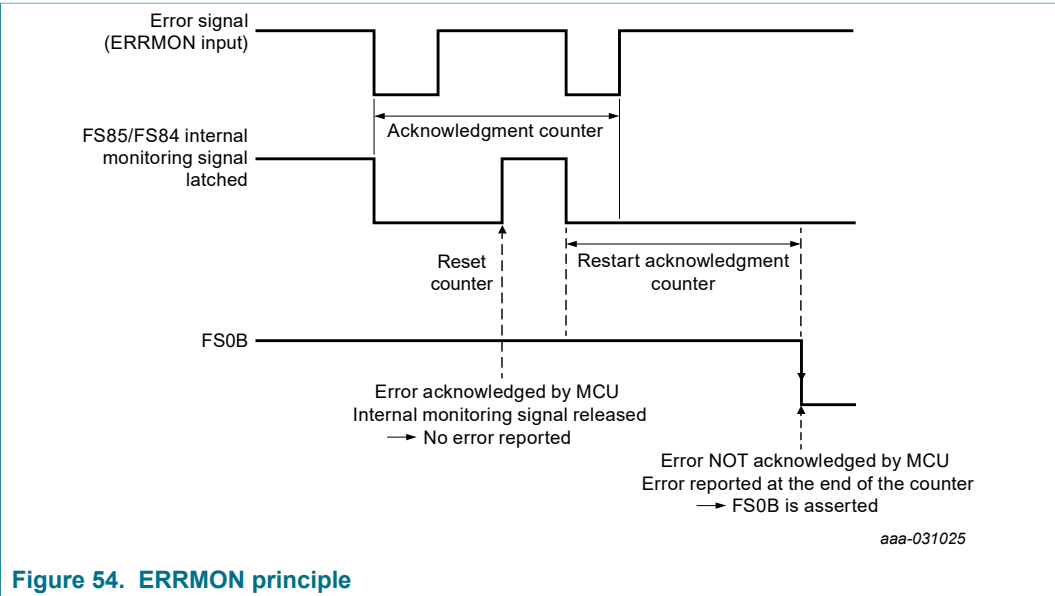 Error signal
(ERRMON input)
Acknowledgment counter
FS85/FS84 internal
monitoring signal
latched
Reset
counter
Restart acknowledgment
counter
FS0B
Error acknowledged by MCU
Internal monitoring signal released
→ No error reported
Error NOT acknowledged by MCU
Error reported at the end of the counter
→ FS0B is asserted
aaa-031025
Figure 54. ERRMON principle